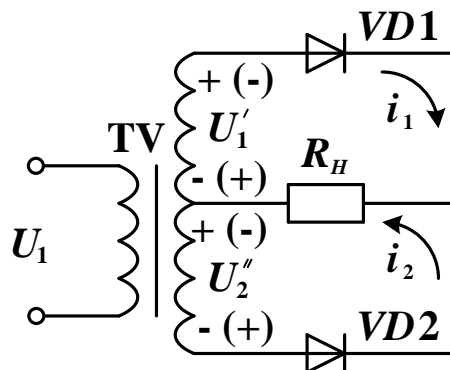 VD1
+ (-)
TV
U₁′
i₁
R_H
- (+)
+ (-)
U₁
U₂″
i₂
- (+)
VD2